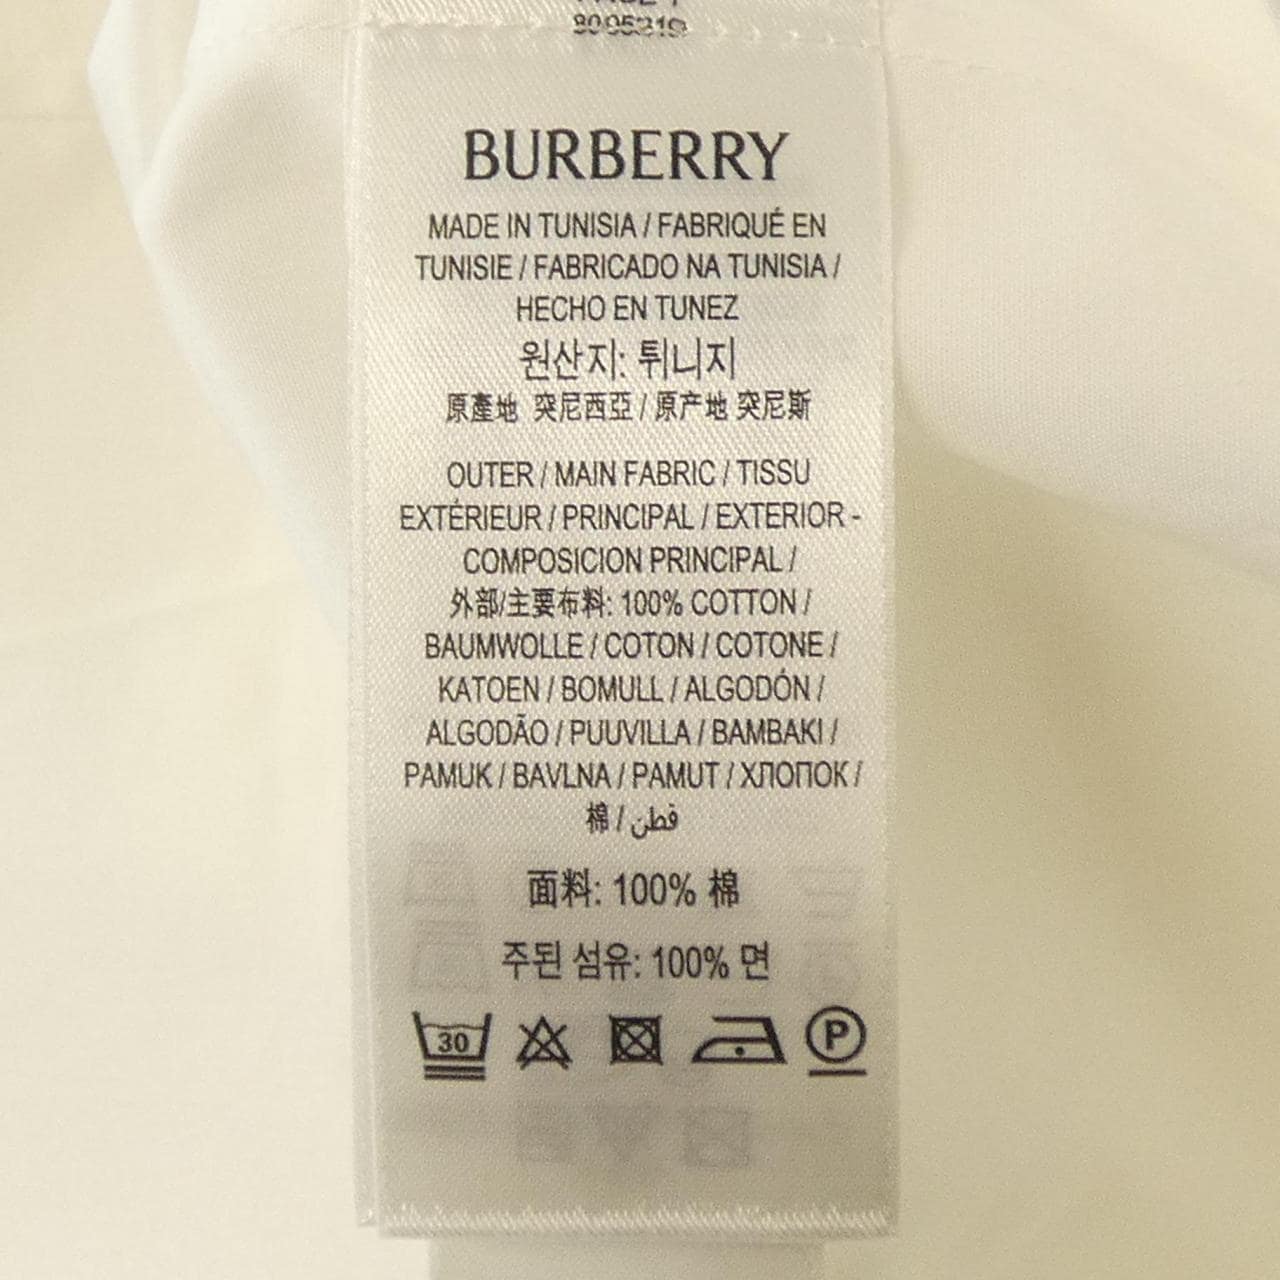 8095319
BURBERRY
MADE IN TUNISIA / FABRIQUÉ EN
TUNISIE / FABRICADO NA TUNISIA /
HECHO EN TUNEZ
원산지: 튀니지
原產地 突尼西亞 / 原产地 突尼斯
OUTER / MAIN FABRIC / TISSU
EXTÉRIEUR / PRINCIPAL / EXTERIOR -
COMPOSICION PRINCIPAL /
外部/主要布料: 100% COTTON /
BAUMWOLLE / COTON / COTONE /
KATOEN / BOMULL / ALGODÓN /
ALGODÃO / PUUVILLA / BAMBAKI /
PAMUK / BAVLNA / PAMUT / ХЛОПОК /
棉 / قطن
面料: 100% 棉
주된 섬유: 100% 면
30 P